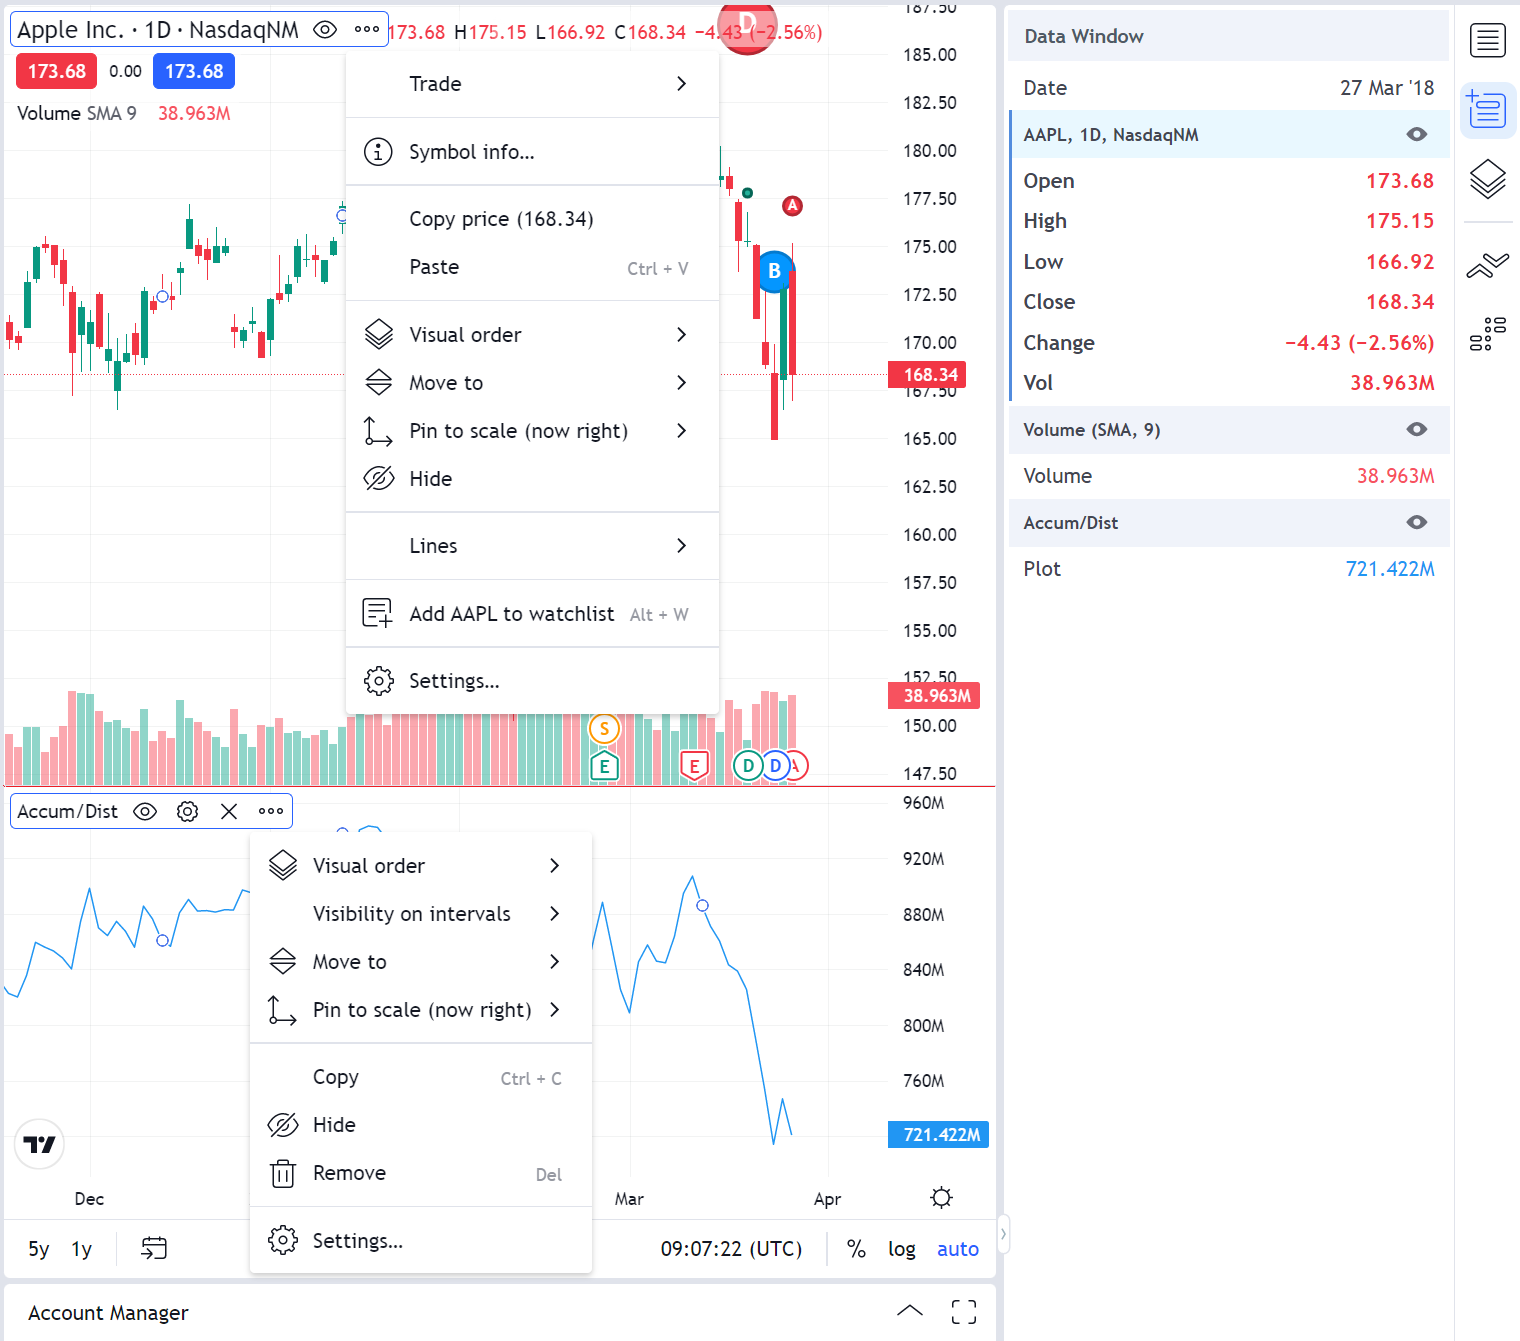 Apple Inc. · 1D · NasdaqNM
173.68 H175.15 L166.92 C168.34 −4.43 (−2.56%)
D
173.68 0.00 173.68
Volume SMA 9 38.963M
Trade
Symbol info...
Copy price (168.34)
Paste Ctrl + V
Visual order
Move to
Pin to scale (now right)
Hide
Lines
Add AAPL to watchlist Alt + W
Settings...
A
B
S
E
E
D
D
A
187.50
185.00
182.50
180.00
177.50
175.00
172.50
170.00
168.34
167.50
165.00
162.50
160.00
157.50
155.00
152.50
38.963M
150.00
147.50
Accum/Dist
Visual order
Visibility on intervals
Move to
Pin to scale (now right)
Copy Ctrl + C
Hide
Remove Del
Settings...
960M
920M
880M
840M
800M
760M
721.422M
Dec Mar Apr
5y 1y 09:07:22 (UTC) % log auto
Account Manager
Data Window
Date 27 Mar '18
AAPL, 1D, NasdaqNM
Open 173.68
High 175.15
Low 166.92
Close 168.34
Change −4.43 (−2.56%)
Vol 38.963M
Volume (SMA, 9)
Volume 38.963M
Accum/Dist
Plot 721.422M